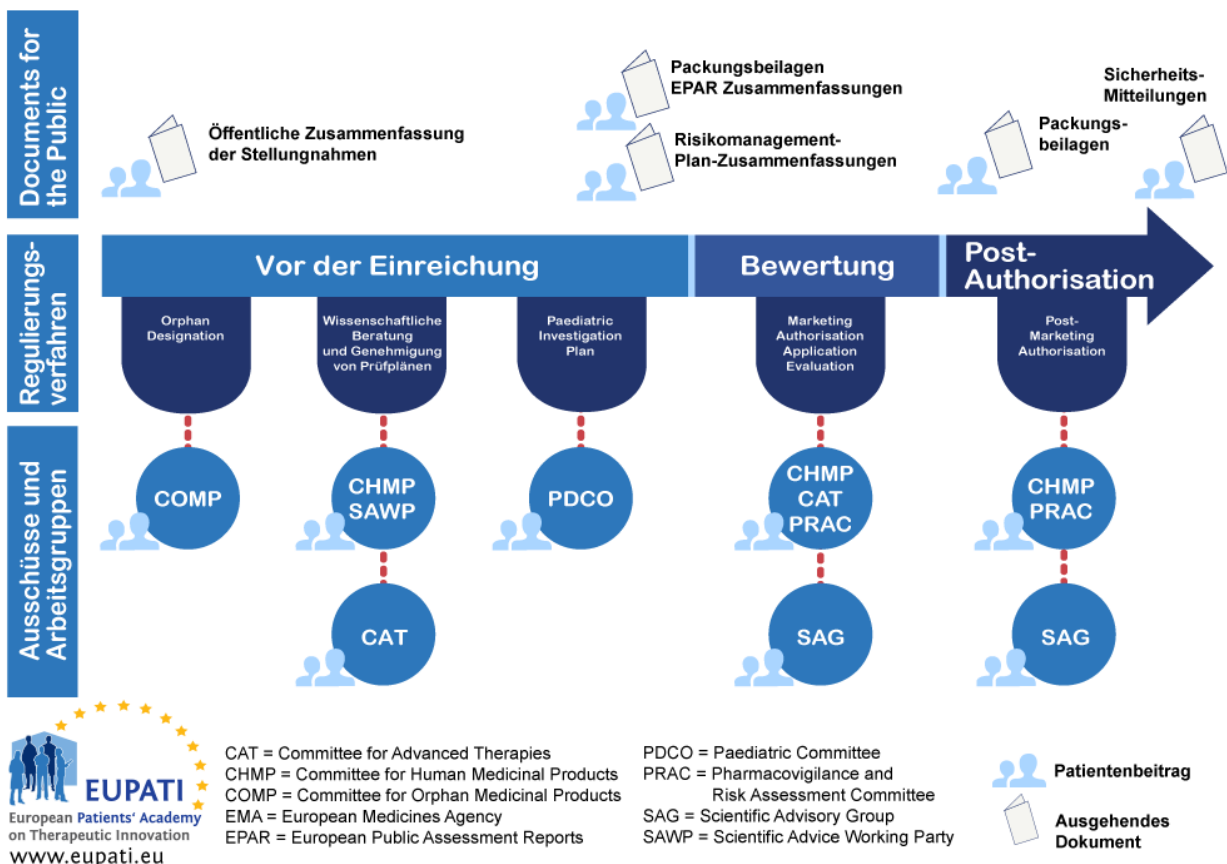 Documents for
the Public
Öffentliche Zusammenfassung
der Stellungnahmen
Packungsbeilagen
EPAR Zusammenfassungen
Risikomanagement-
Plan-Zusammenfassungen
Packungs-
beilagen
Sicherheits-
Mitteilungen
Regulierungs-
verfahren
Vor der Einreichung
Bewertung
Post-
Authorisation
Orphan
Designation
Wissenschaftliche
Beratung
und Genehmigung
von Prüfplänen
Paediatric
Investigation
Plan
Marketing
Authorisation
Application
Evaluation
Post-
Marketing
Authorisation
Ausschüsse und
Arbeitsgruppen
COMP
CHMP
SAWP
PDCO
CHMP
CAT
PRAC
CHMP
PRAC
CAT
SAG
SAG
EUPATI
European Patients' Academy
on Therapeutic Innovation
www.eupati.eu
CAT = Committee for Advanced Therapies
CHMP = Committee for Human Medicinal Products
COMP = Committee for Orphan Medicinal Products
EMA = European Medicines Agency
EPAR = European Public Assessment Reports
PDCO = Paediatric Committee
PRAC = Pharmacovigilance and
Risk Assessment Committee
SAG = Scientific Advisory Group
SAWP = Scientific Advice Working Party
Patientenbeitrag
Ausgehendes
Dokument